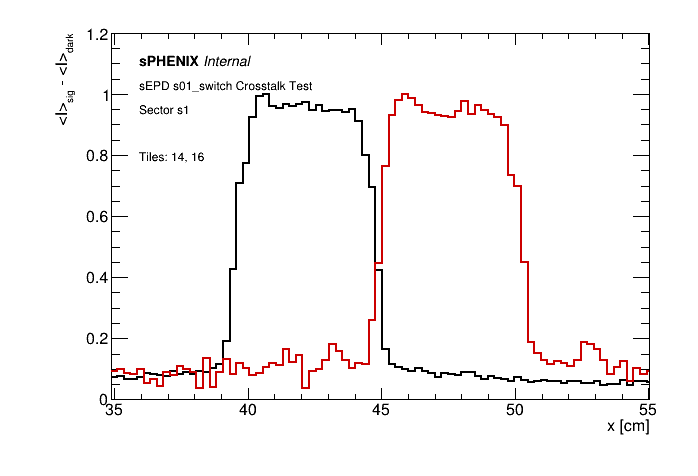 1.2
<I>sig - <I>dark
sPHENIX Internal
sEPD s01_switch Crosstalk Test
1
Sector s1
0.8
Tiles: 14, 16
0.6
0.4
0.2
0
35 40 45 50 55
x [cm]